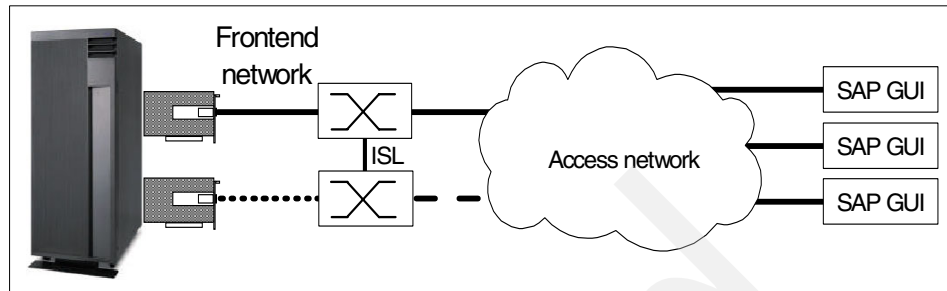 Frontend
network
SAP GUI
ISL
SAP GUI
Access network
SAP GUI